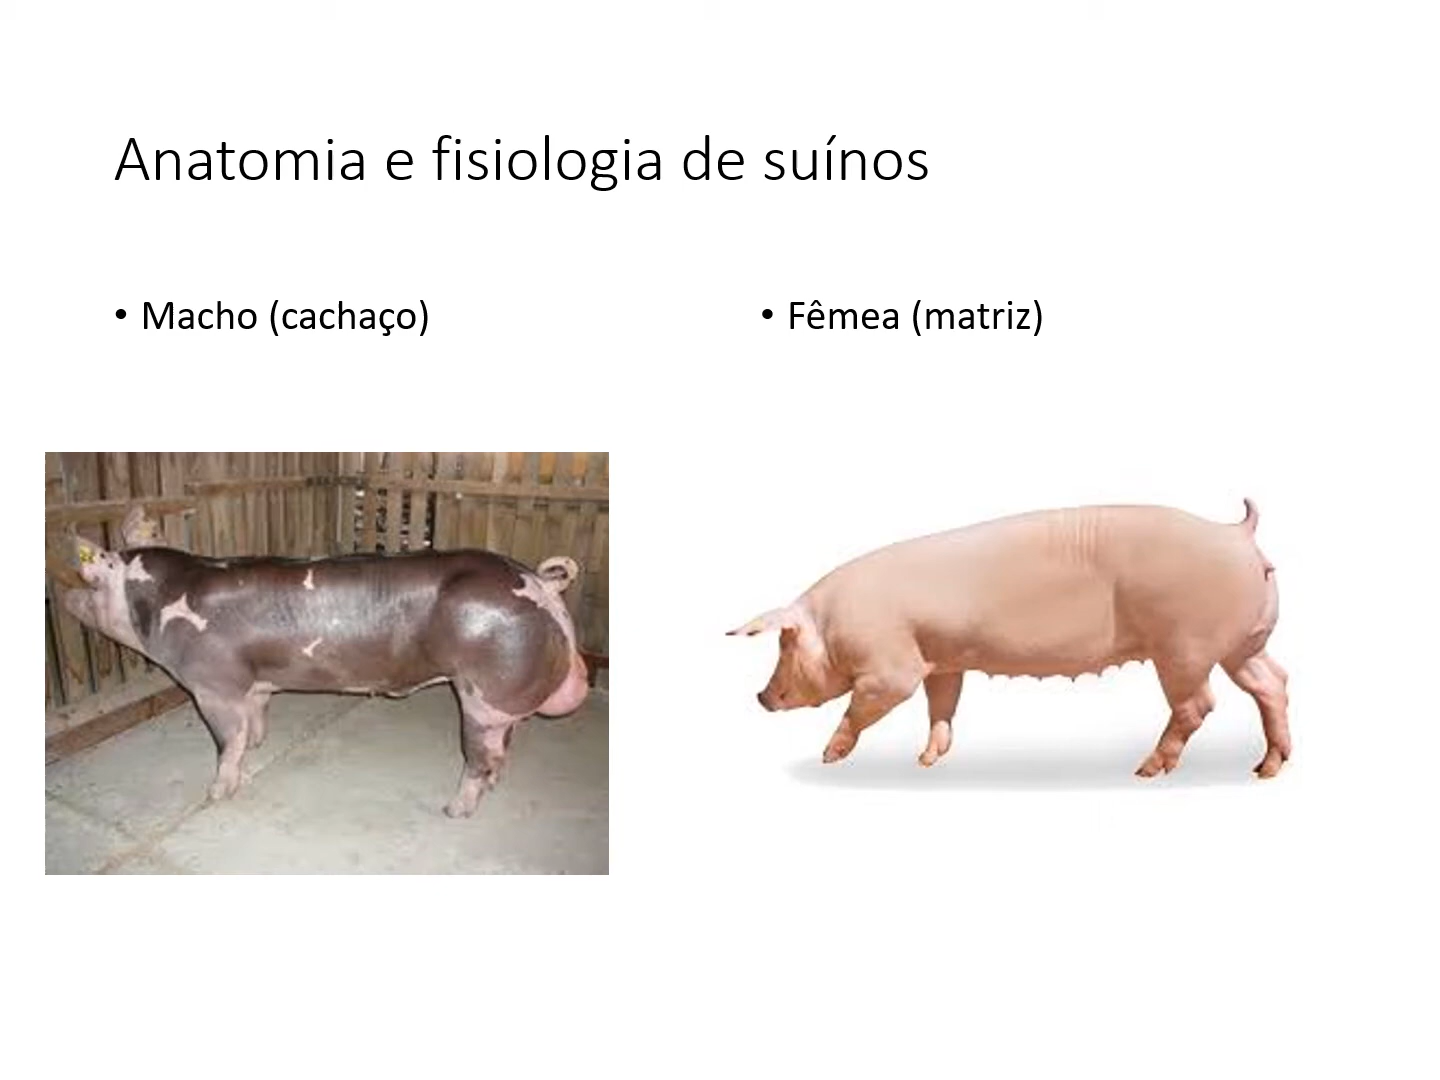 Anatomia e fisiologia de suínos
• Macho (cachaço)
• Fêmea (matriz)